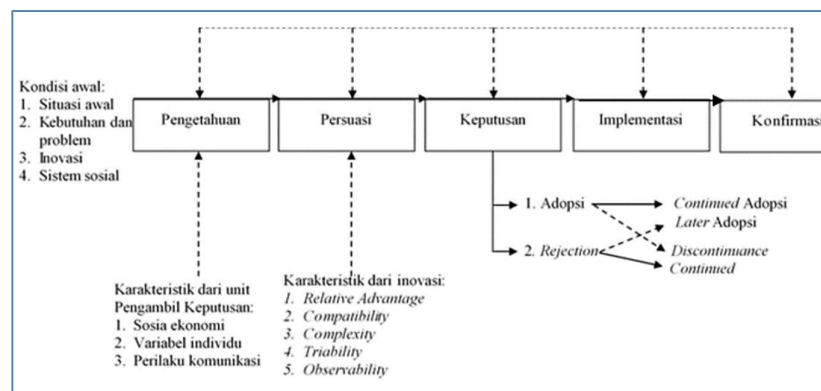 Kondisi awal:
1. Situasi awal
2. Kebutuhan dan
problem
3. Inovasi
4. Sistem sosial
Pengetahuan
Persuasi
Keputusan
Implementasi
Konfirmasi
1. Adopsi
2. Rejection
Continued Adopsi
Later Adopsi
Discontinuance
Continued
Karakteristik dari unit
Pengambil Keputusan:
1. Sosia ekonomi
2. Variabel individu
3. Perilaku komunikasi
Karakteristik dari inovasi:
1. Relative Advantage
2. Compatibility
3. Complexity
4. Triability
5. Observability